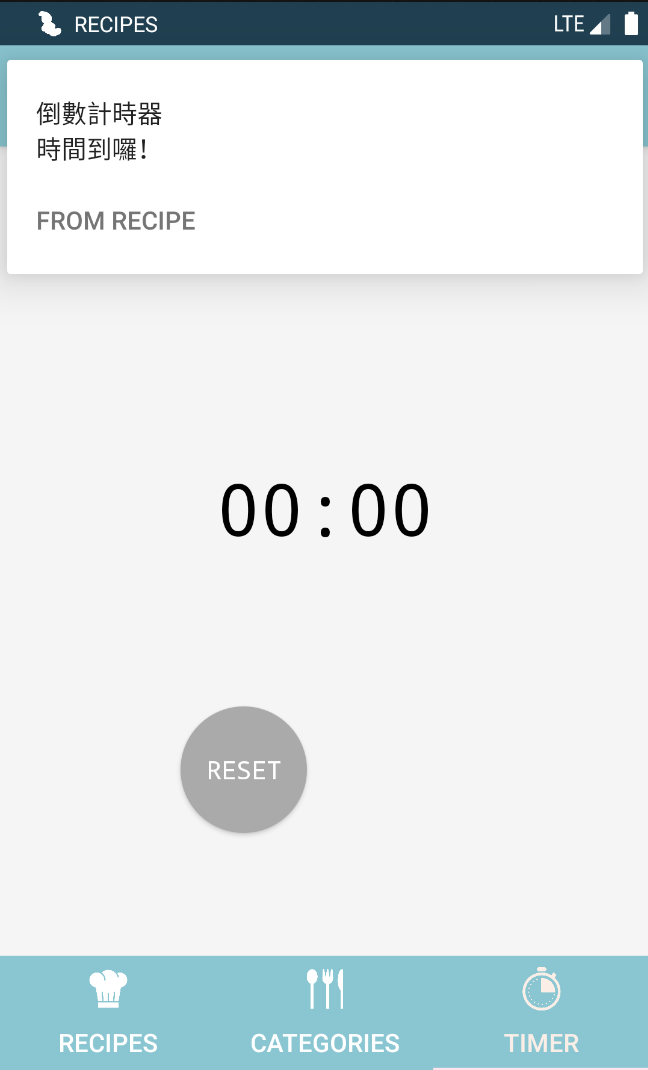 RECIPES
LTE
倒數計時器
時間到囉！
FROM RECIPE
00:00
RESET
RECIPES
CATEGORIES
TIMER